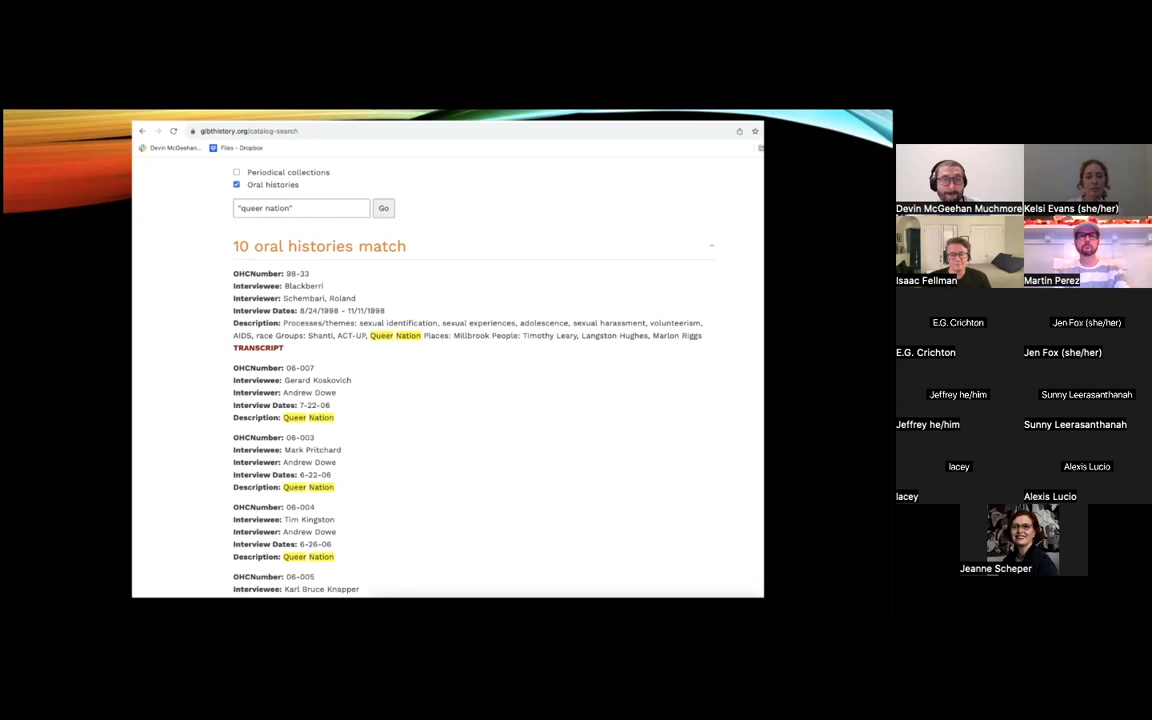 glbthistory.org/catalog-search
Devin McGeehan... Files - Dropbox
Periodical collections
Oral histories
"queer nation" Go
10 oral histories match
OHCNumber: 98-33
Interviewee: Blackberri
Interviewer: Schembari, Roland
Interview Dates: 8/24/1998 - 11/11/1998
Description: Processes/themes: sexual identification, sexual experiences, adolescence, sexual harassment, volunteerism,
AIDS, race Groups: Shanti, ACT-UP, Queer Nation Places: Millbrook People: Timothy Leary, Langston Hughes, Marlon Riggs
TRANSCRIPT
OHCNumber: 06-007
Interviewee: Gerard Koskovich
Interviewer: Andrew Dowe
Interview Dates: 7-22-06
Description: Queer Nation
OHCNumber: 06-003
Interviewee: Mark Pritchard
Interviewer: Andrew Dowe
Interview Dates: 6-22-06
Description: Queer Nation
OHCNumber: 06-004
Interviewee: Tim Kingston
Interviewer: Andrew Dowe
Interview Dates: 6-26-06
Description: Queer Nation
OHCNumber: 06-005
Interviewee: Karl Bruce Knapper
Devin McGeehan Muchmore Kelsi Evans (she/her)
Isaac Fellman Martin Perez
E.G. Crichton Jen Fox (she/her)
E.G. Crichton Jen Fox (she/her)
Jeffrey he/him Sunny Leerasanthanah
Jeffrey he/him Sunny Leerasanthanah
lacey Alexis Lucio
lacey Alexis Lucio
Jeanne Scheper